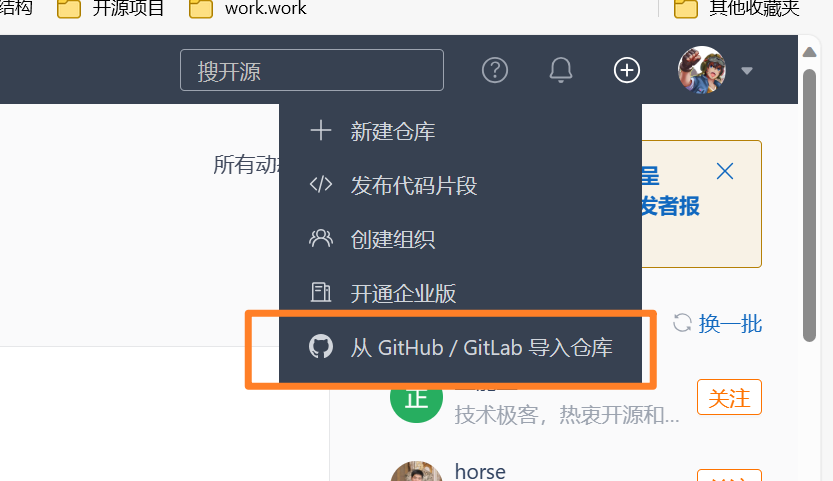 结构 开源项目 work.work 其他收藏夹
搜开源
新建仓库
所有动
呈
发布代码片段
发者报
创建组织
开通企业版
换一批
从 GitHub / GitLab 导入仓库
正
关注
技术极客，热衷开源和...
horse